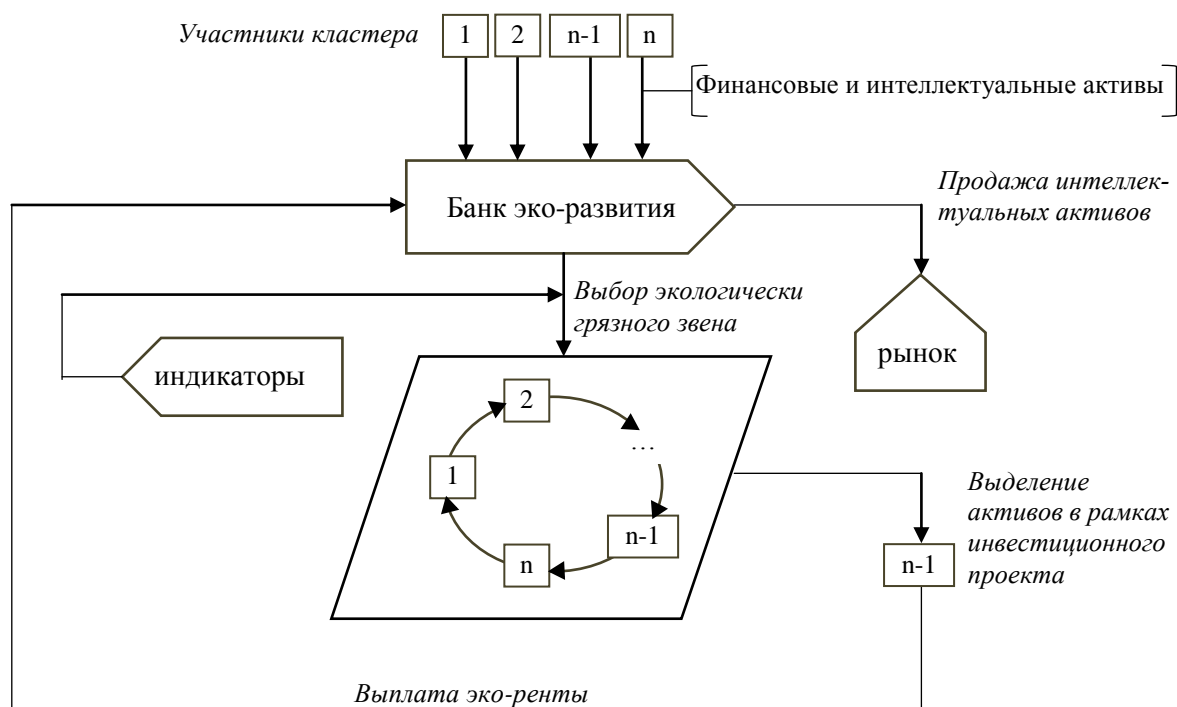 Участники кластера
1
2
n-1
n
Финансовые и интеллектуальные активы
Банк эко-развития
Продажа интеллек-
туальных активов
Выбор экологически
грязного звена
рынок
индикаторы
2
...
1
n-1
n
Выделение
активов в рамках
инвестиционного
проекта
n-1
Выплата эко-ренты